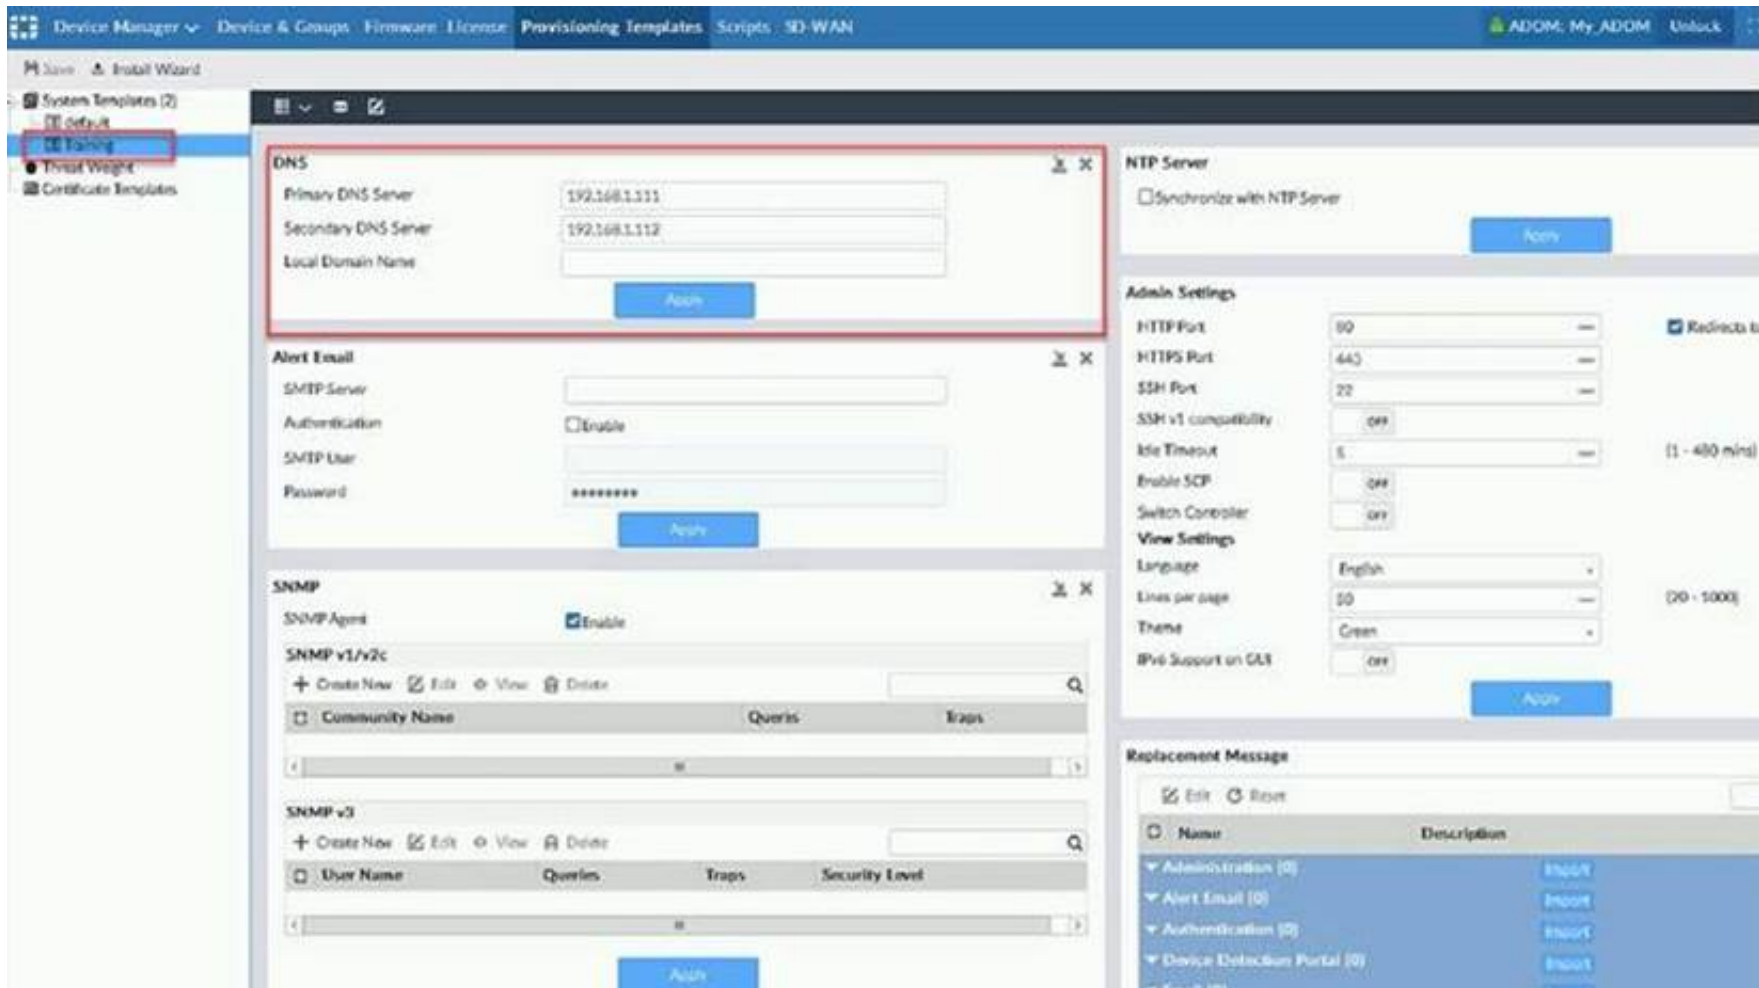 Device Manager Device & Groups Firmware License Provisioning Templates Scripts SD-WAN ADOM: My_ADOM Unlock
Save Install Wizard
System Templates (2)
default
Training
Threat Weight
Certificate Templates
DNS
Primary DNS Server 192.168.1.111
Secondary DNS Server 192.168.1.112
Local Domain Name
Apply
Alert Email
SMTP Server
Authentication Enable
SMTP User
Password ********
Apply
SNMP
SNMP Agent Enable
SNMP v1/v2c
Create New Edit View Delete
Community Name Queris Traps
SNMP v3
Create New Edit View Delete
User Name Queries Traps Security Level
Apply
NTP Server
Synchronize with NTP Server
Apply
Admin Settings
HTTP Port 80 Redirects to
HTTPS Port 443
SSH Port 22
SSH v1 compatibility OFF
Idle Timeout 5 (1 - 480 mins)
Enable SCP OFF
Switch Controller OFF
View Settings
Language English
Lines per page 50 (20 - 1000)
Theme Green
IPv6 Support on GUI OFF
Apply
Replacement Message
Edit Reset
Name Description
Administration (0) Import
Alert Email (0) Import
Authentication (0) Import
Device Detection Portal (0) Import